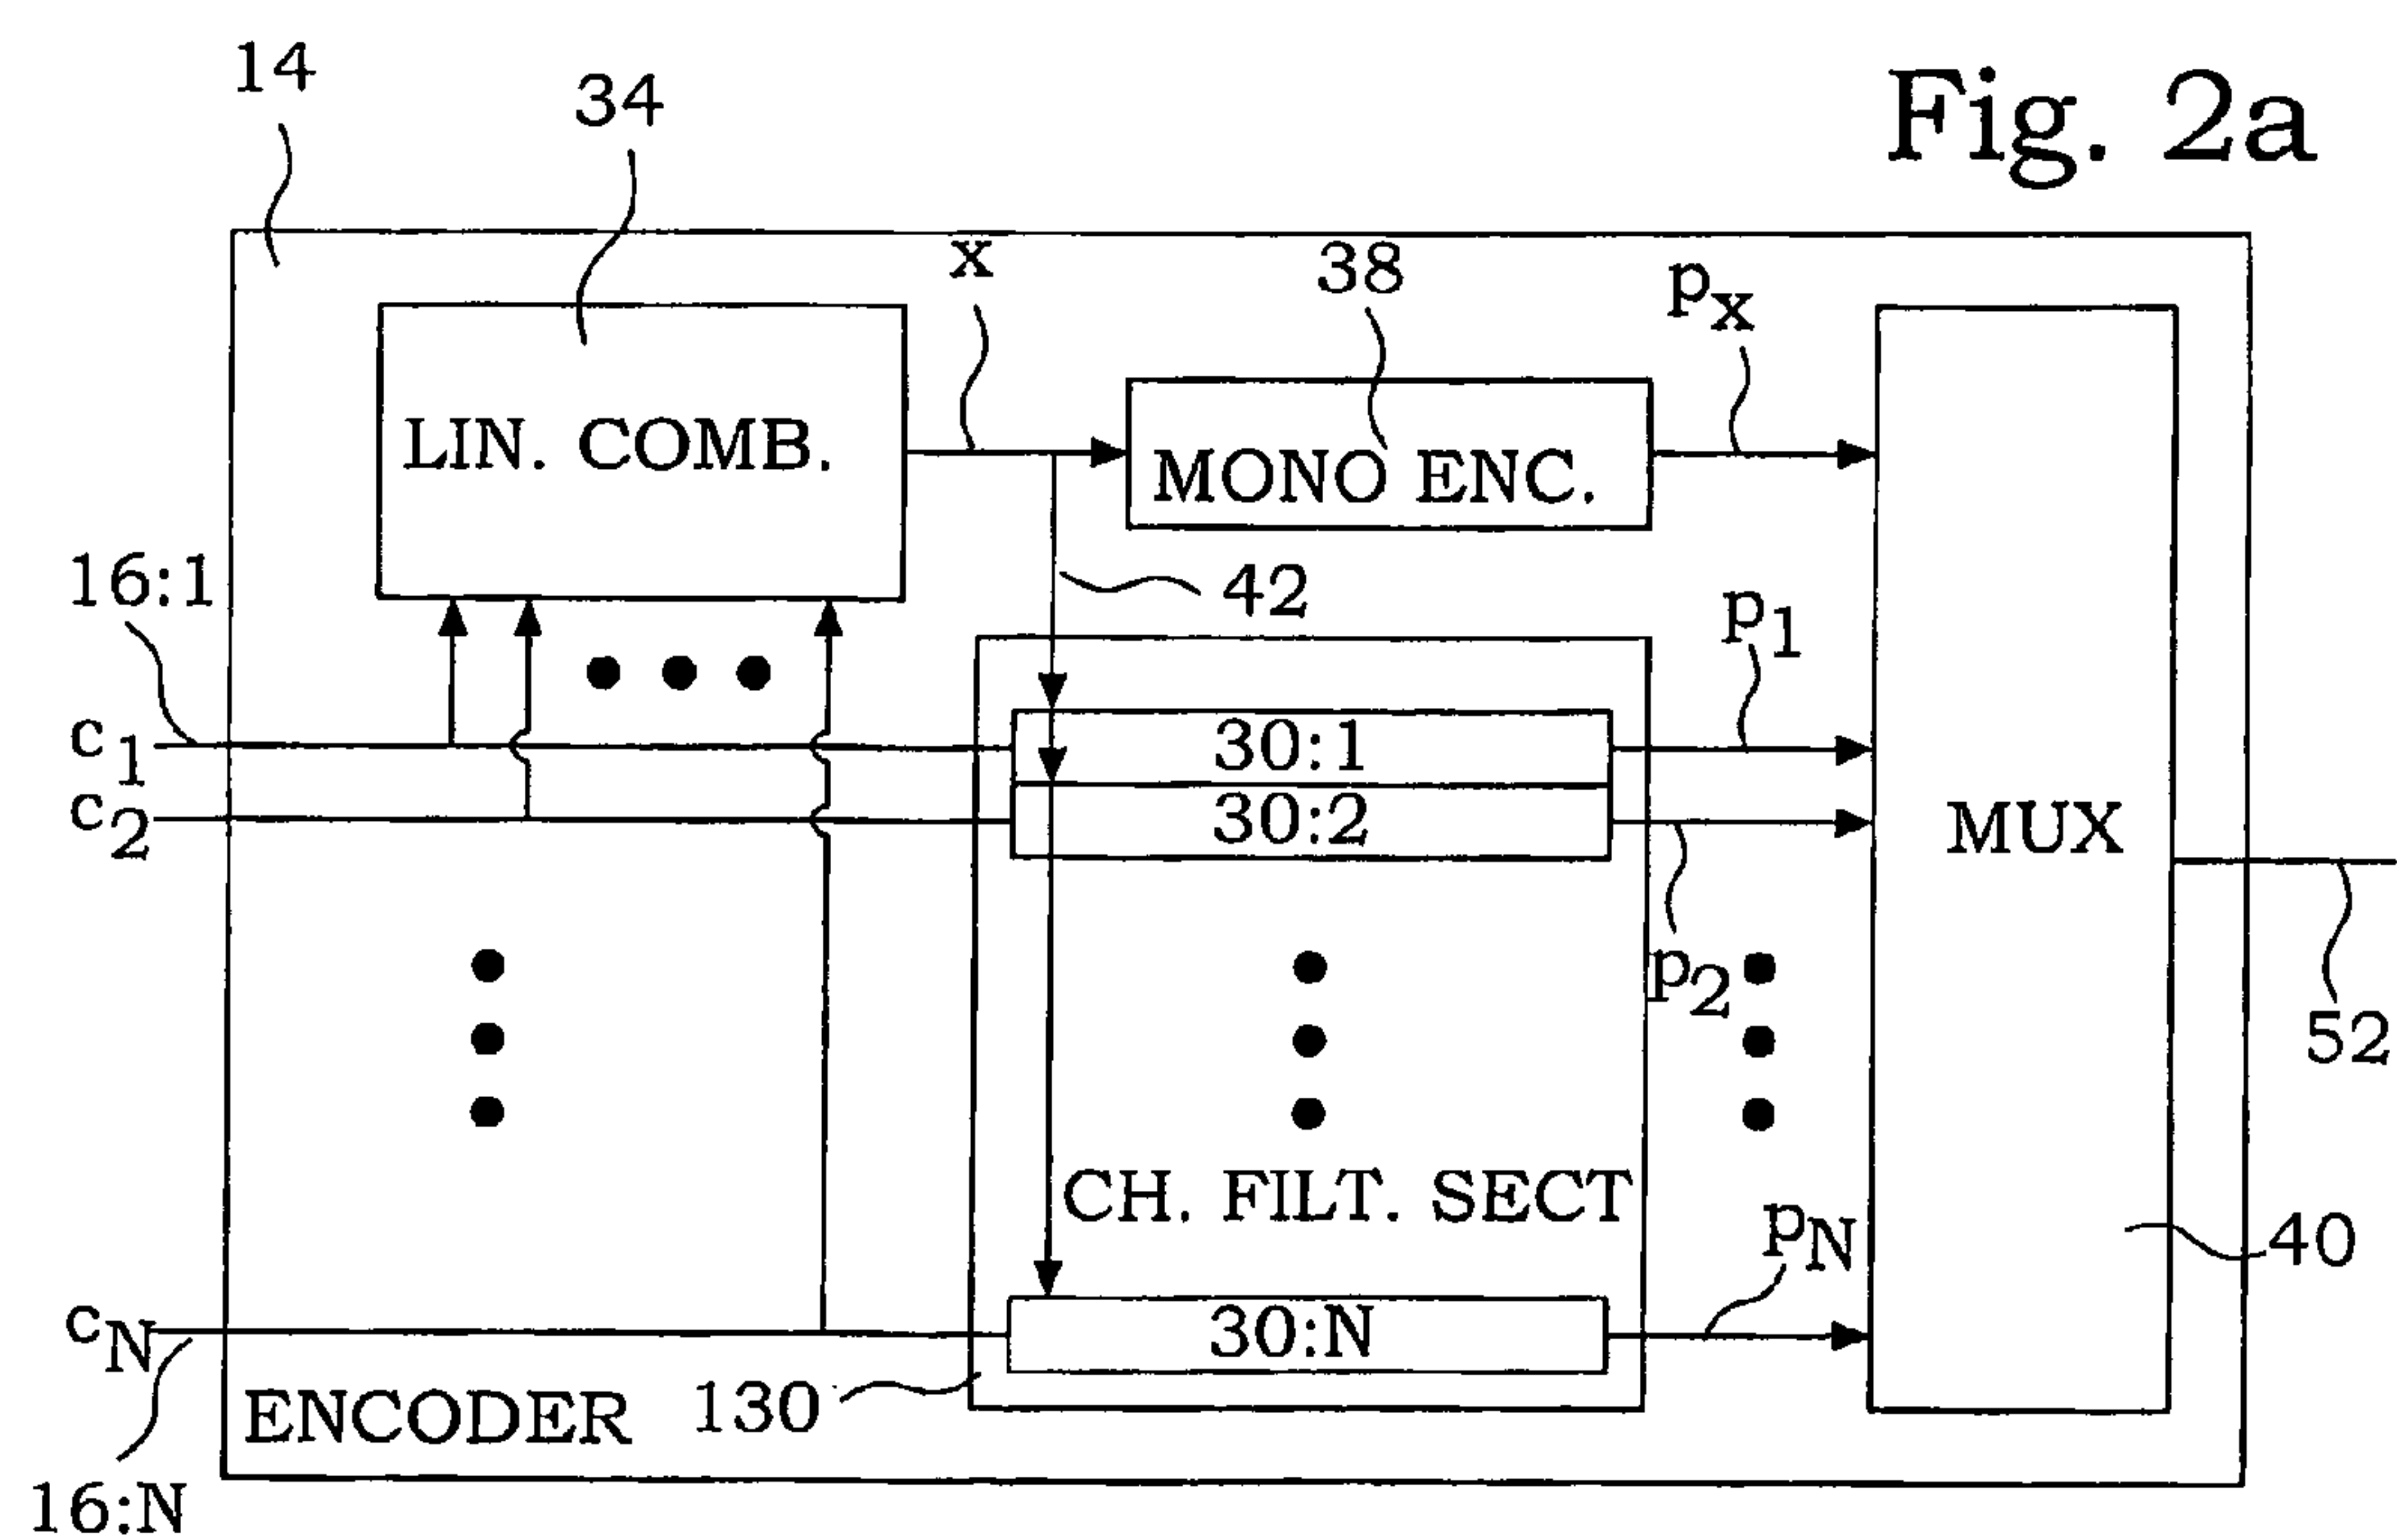 Fig. 2a
14
34
x
38
px
LIN. COMB.
MONO ENC.
16:1
42
p1
c1
30:1
c2
30:2
MUX
p2
52
CH. FILT. SECT
pN
40
cN
30:N
130
ENCODER
16:N